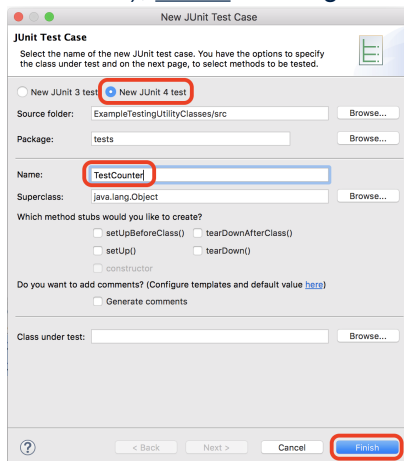 New JUnit Test Case
JUnit Test Case
Select the name of the new JUnit test case. You have the options to specify
the class under test and on the next page, to select methods to be tested.
New JUnit 3 test New JUnit 4 test
Source folder: ExampleTestingUtilityClasses/src Browse...
Package: tests Browse...
Name: TestCounter
Superclass: java.lang.Object Browse...
Which method stubs would you like to create?
setUpBeforeClass() tearDownAfterClass()
setUp() tearDown()
constructor
Do you want to add comments? (Configure templates and default value here)
Generate comments
Class under test: Browse...
? < Back Next > Cancel Finish